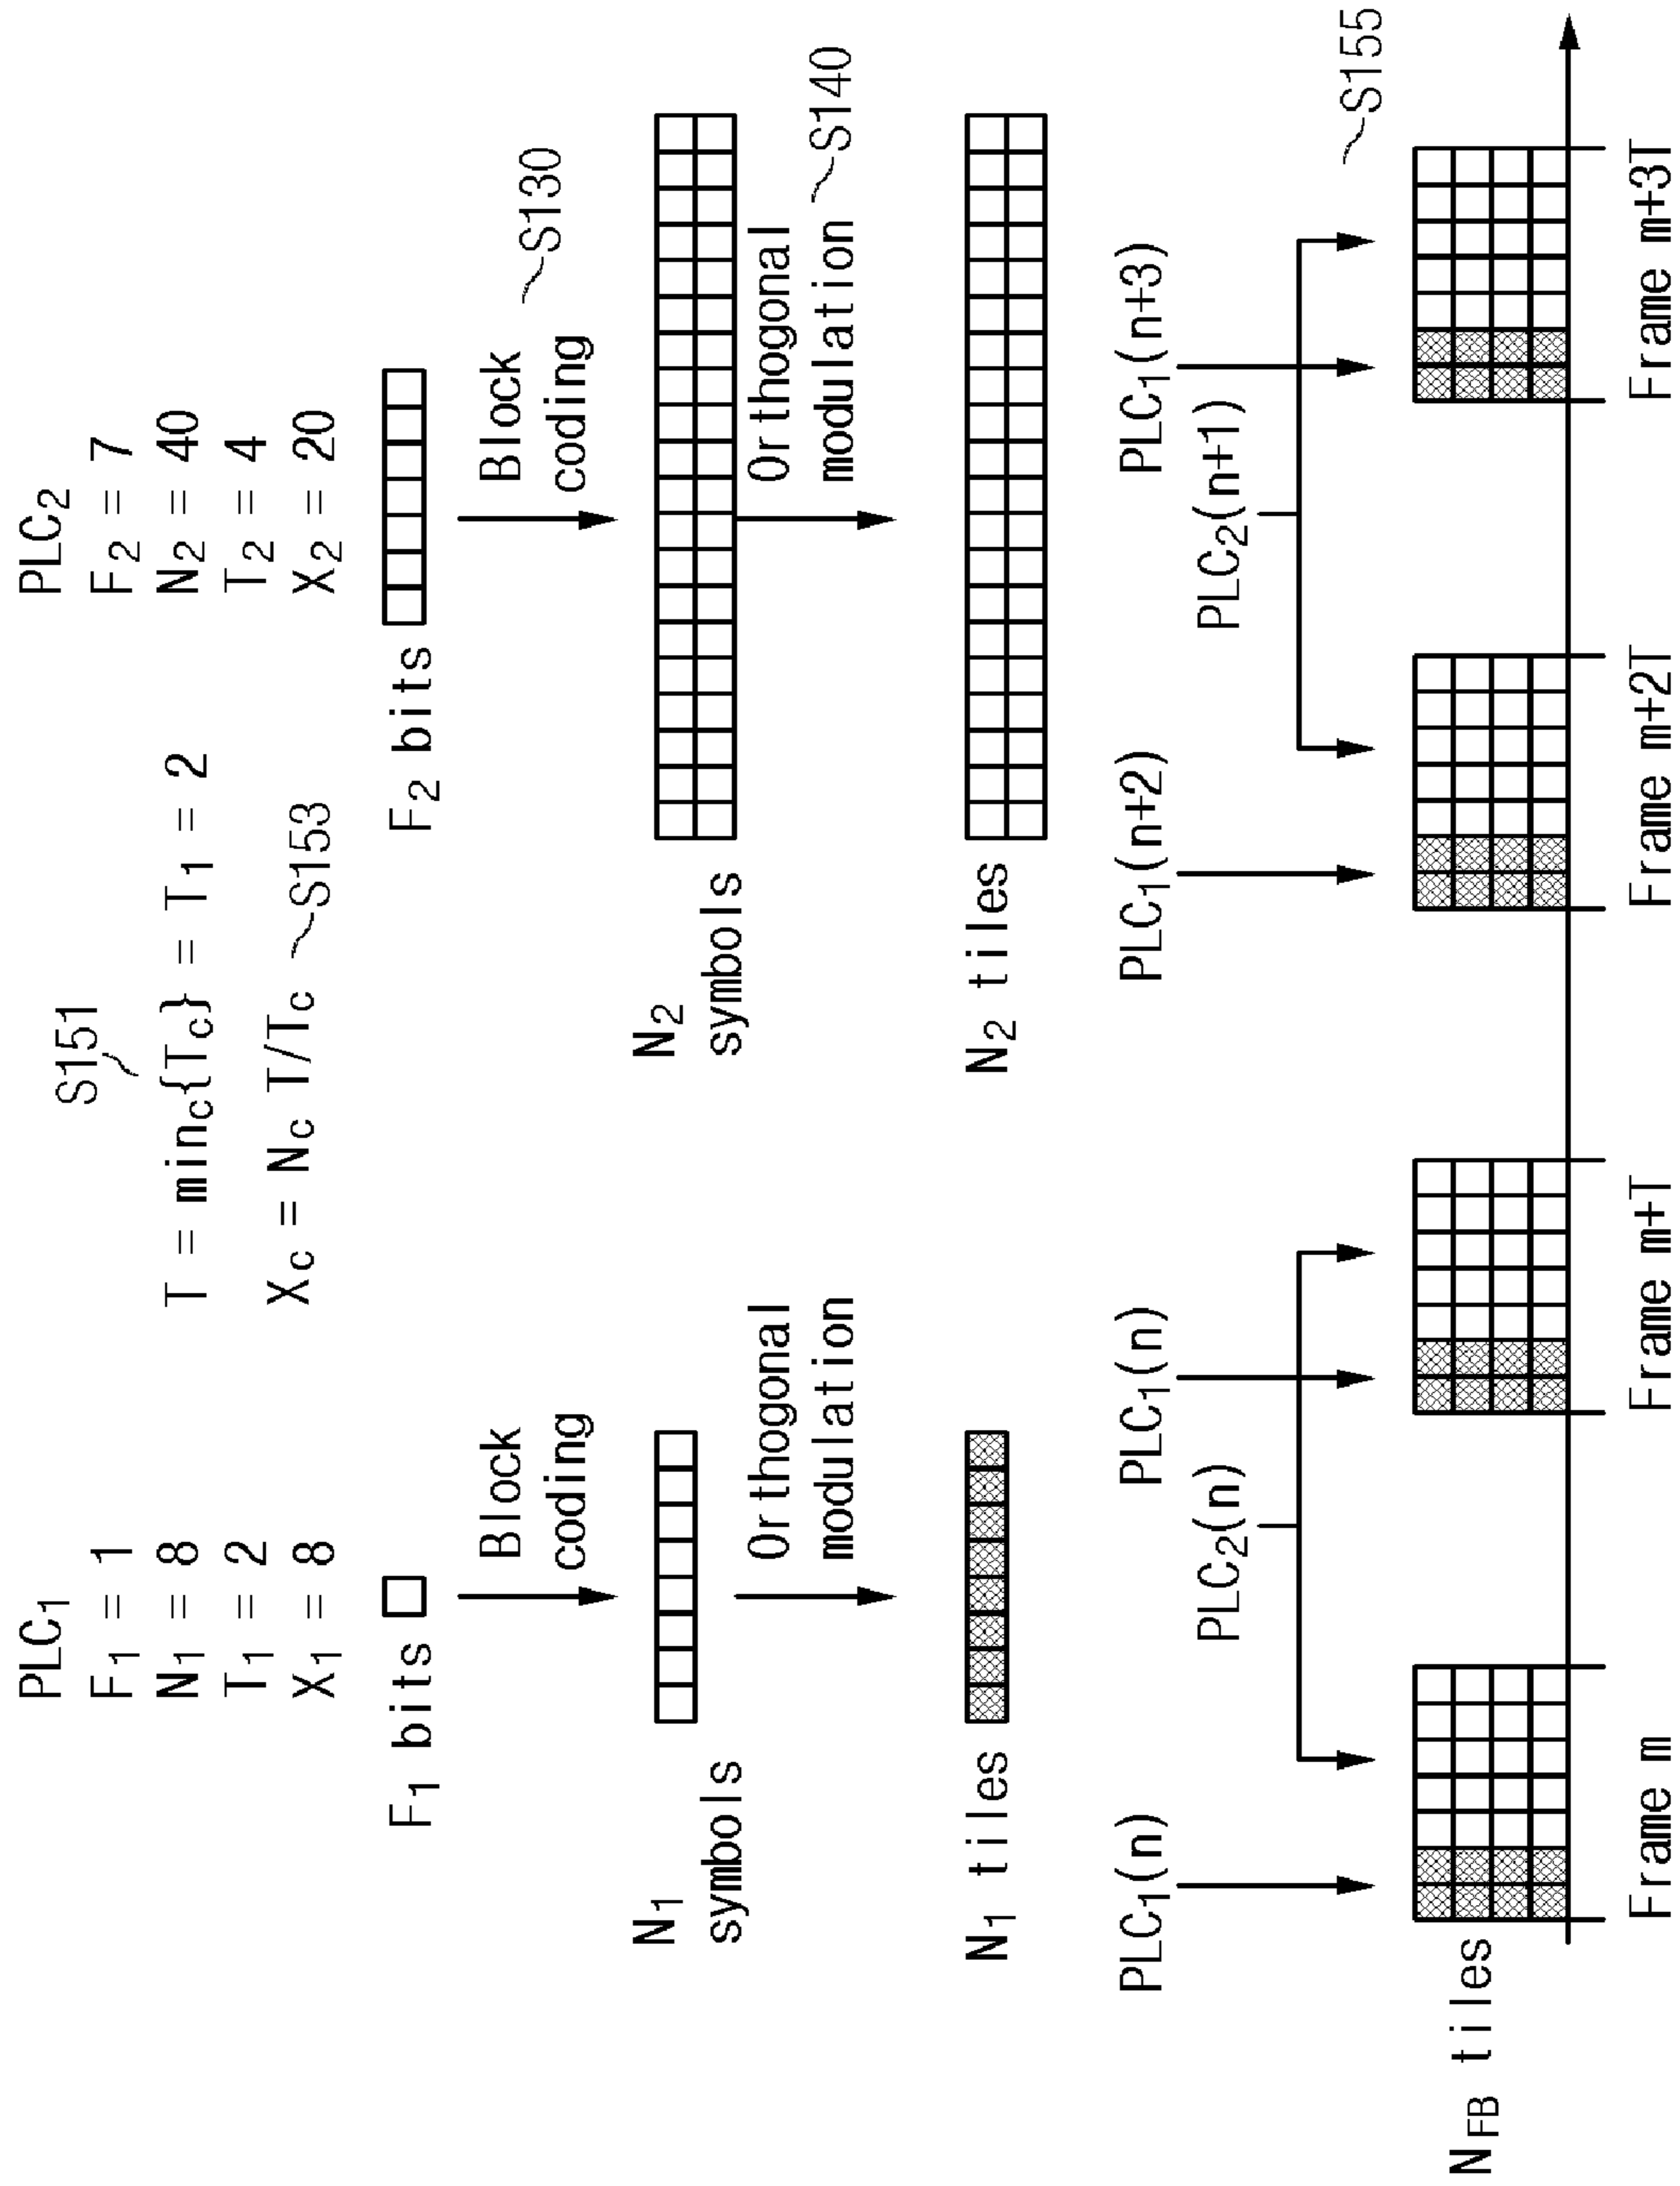 PLC1
F1 = 1
N1 = 8
T1 = 2
X1 = 8
S151
T = minc{Tc} = T1 = 2
Xc = Nc T/Tc
S153
PLC2
F2 = 7
N2 = 40
T2 = 4
X2 = 20
F1 bits
F2 bits
Block
coding
Block
coding
S130
N1
symbols
N2
symbols
Orthogonal
modulation
Orthogonal
modulation
S140
N1 tiles
N2 tiles
PLC1(n)
PLC1(n)
PLC1(n+2)
PLC1(n+3)
PLC2(n)
PLC2(n+1)
S155
NFB tiles
Frame m
Frame m+T
Frame m+2T
Frame m+3T